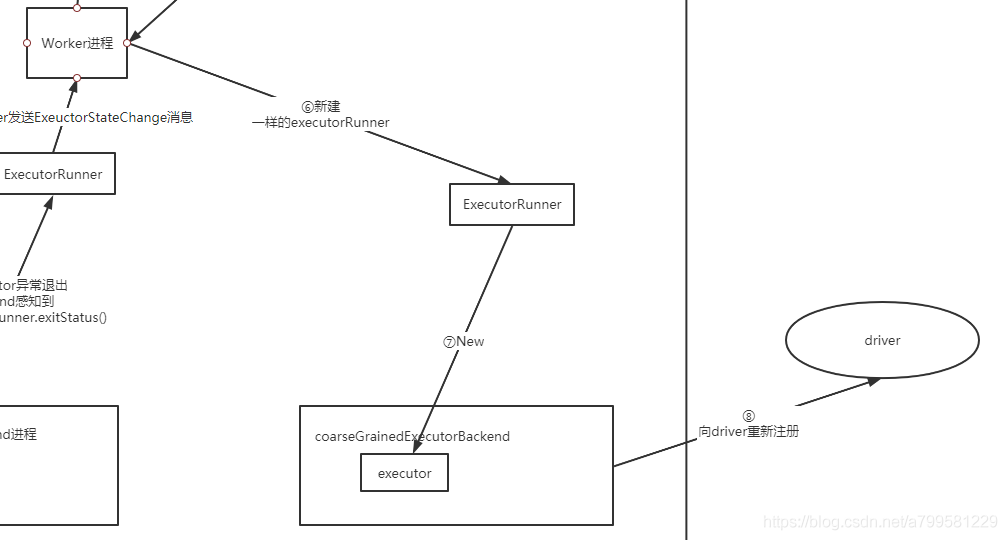 Worker进程
er发送ExeuctorStateChange消息
⑥新建
一样的executorRunner
ExecutorRunner
ExecutorRunner
tor异常退出
nd感知到
unner.exitStatus()
⑦New
driver
nd进程
coarseGrainedExecutorBackend
executor
⑧
向driver重新注册
https://blog.csdn.net/a799581229